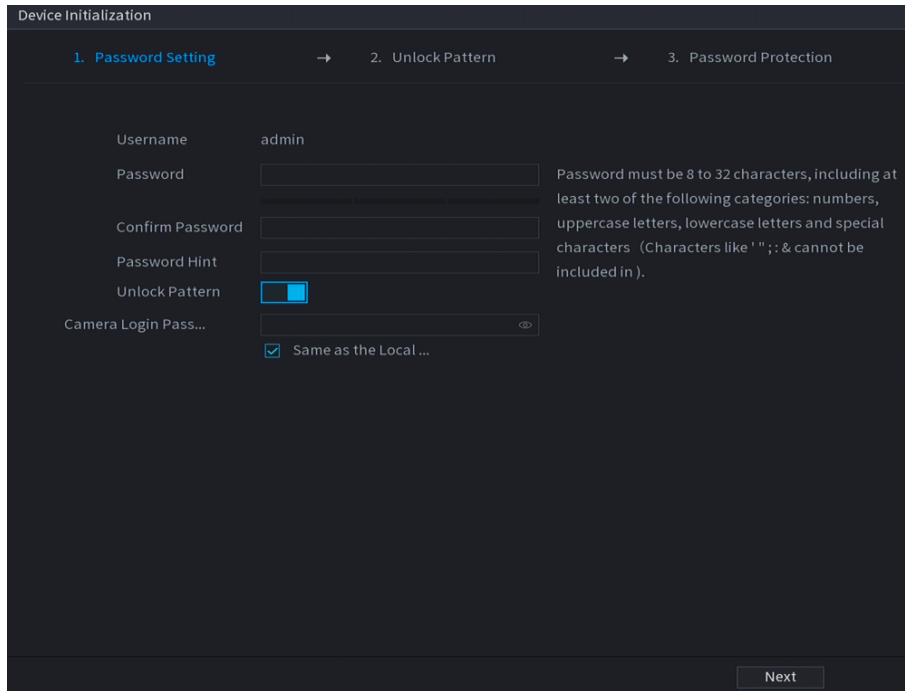 Device Initialization
1. Password Setting → 2. Unlock Pattern → 3. Password Protection
Username admin
Password
Password must be 8 to 32 characters, including at
least two of the following categories: numbers,
uppercase letters, lowercase letters and special
characters（Characters like ' " ; : & cannot be
included in ).
Confirm Password
Password Hint
Unlock Pattern
Camera Login Pass...
Same as the Local ...
Next